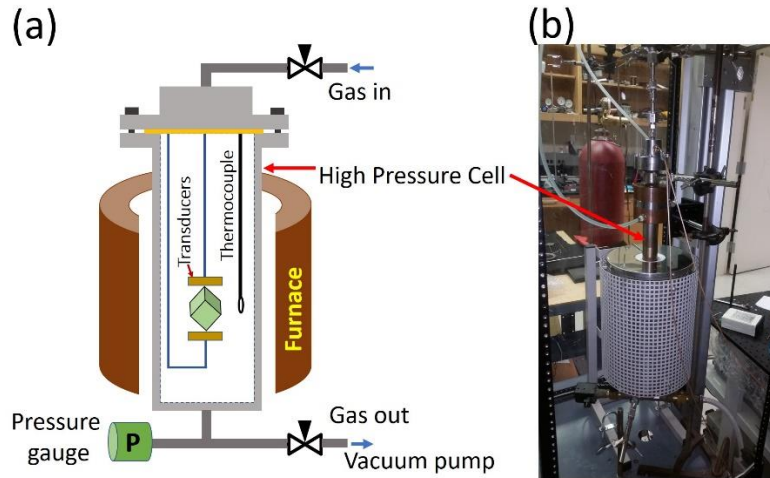 (a)
(b)
Gas in
High Pressure Cell
Transducers
Thermocouple
Furnace
Pressure
gauge
P
Gas out
Vacuum pump